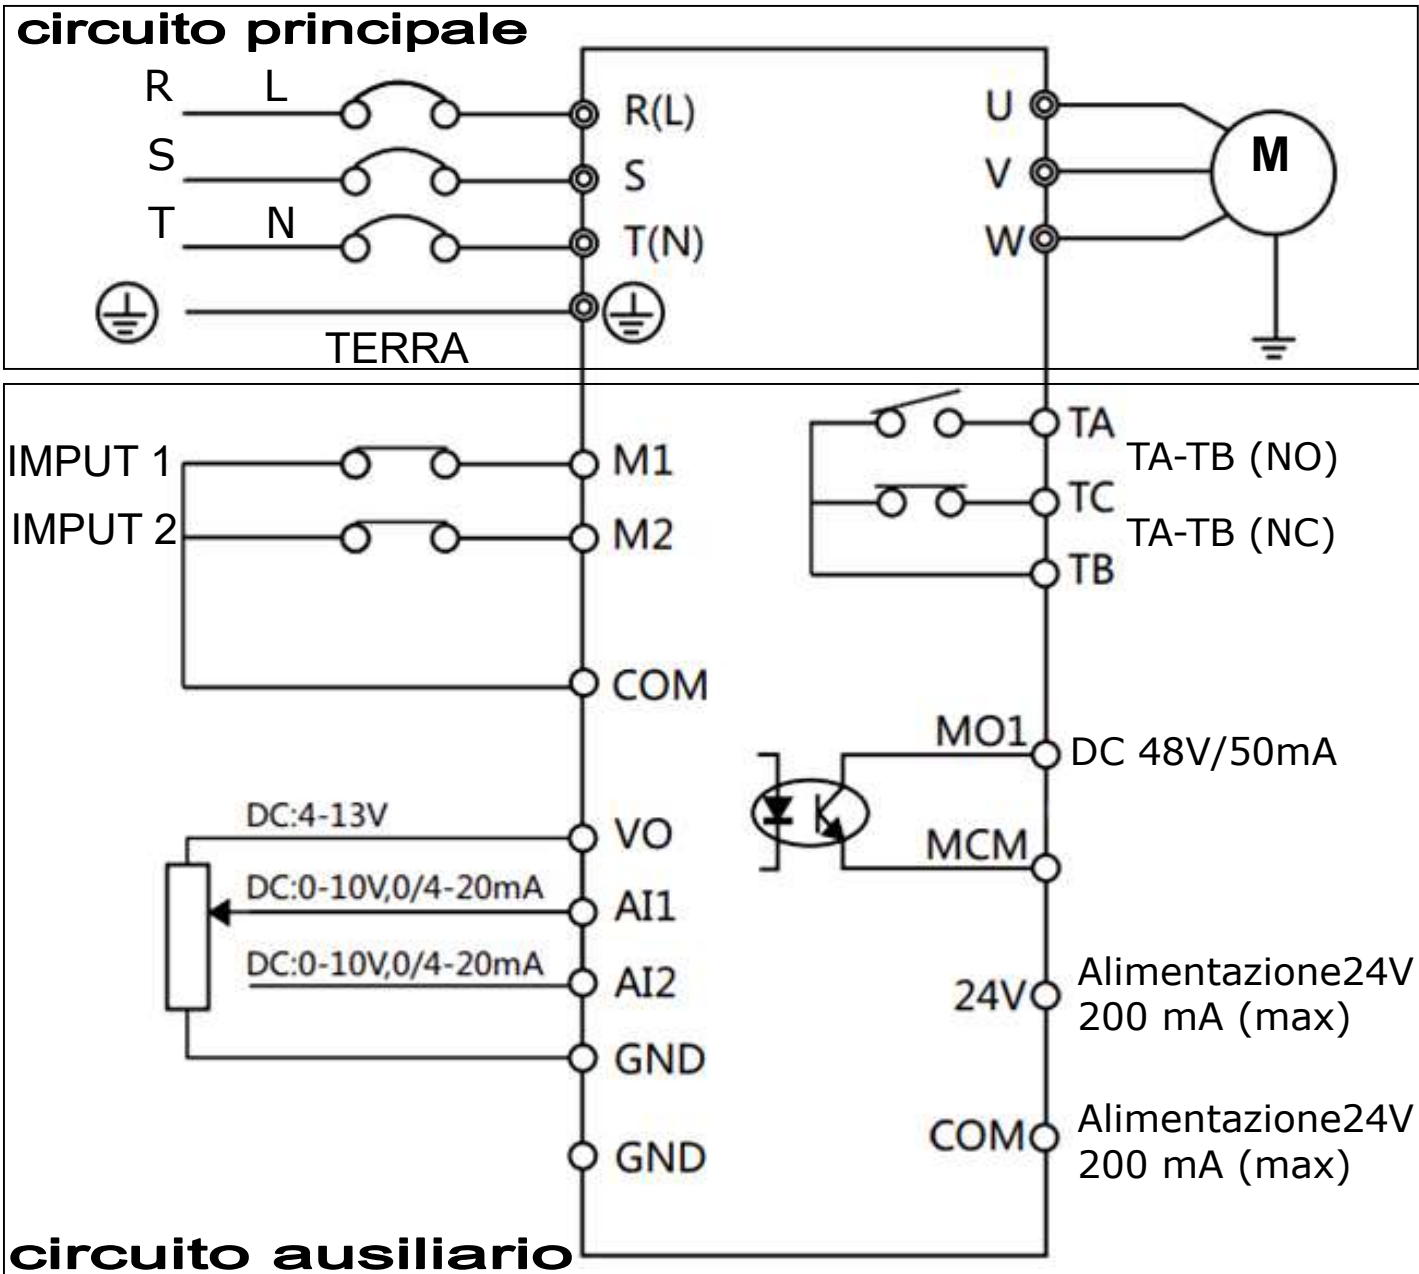 circuito principale
R L
S
T N
TERRA
R(L)
S
T(N)
U
V
W
M
IMPUT 1
IMPUT 2
M1
M2
COM
TA
TA-TB (NO)
TC
TA-TB (NC)
TB
MO1
DC 48V/50mA
MCM
DC:4-13V
VO
DC:0-10V,0/4-20mA
AI1
DC:0-10V,0/4-20mA
AI2
GND
GND
24V
Alimentazione24V
200 mA (max)
COM
Alimentazione24V
200 mA (max)
circuito ausiliario